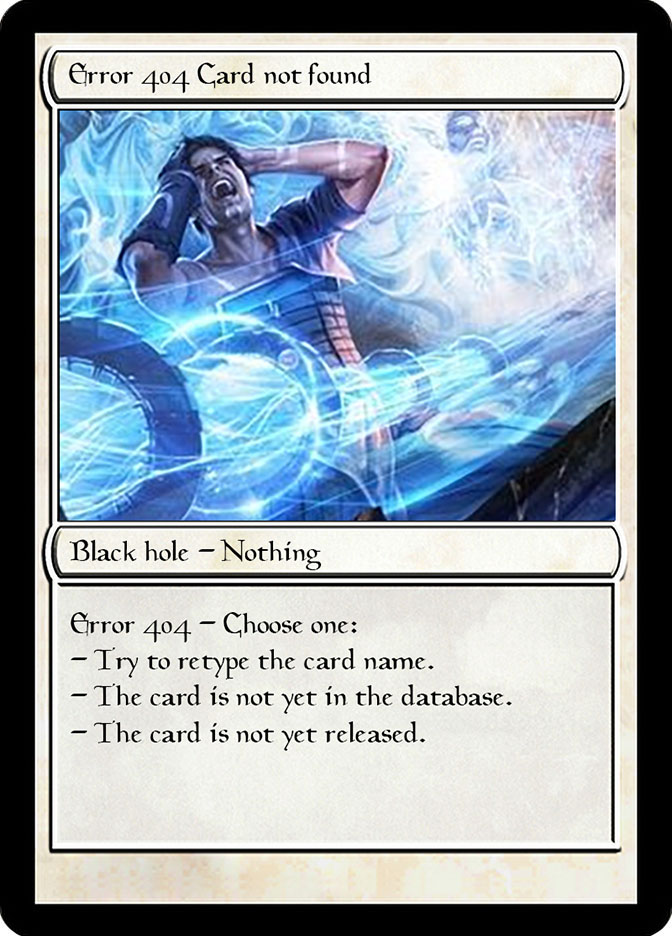 Error 404 Card not found
Black hole – Nothing
Error 404 – Choose one:
– Try to retype the card name.
– The card is not yet in the database.
– The card is not yet released.